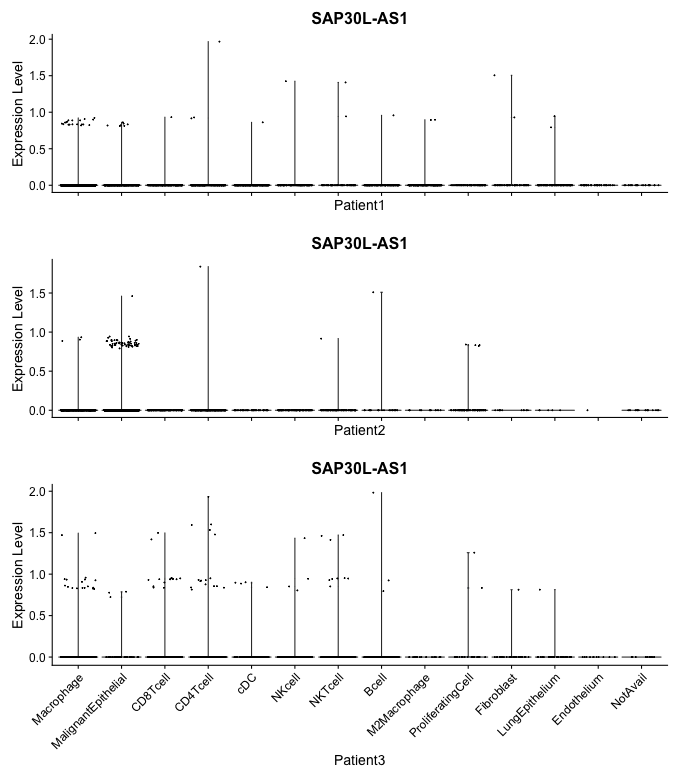 SAP30L-AS1
Expression Level
2.0
1.5
1.0
0.5
0.0
Patient1
SAP30L-AS1
Expression Level
1.5
1.0
0.5
0.0
Patient2
SAP30L-AS1
Expression Level
2.0
1.5
1.0
0.5
0.0
Macrophage
MalignantEpithelial
CD8Tcell
CD4Tcell
cDC
NKcell
NKTcell
Bcell
M2Macrophage
ProliferatingCell
Fibroblast
LungEpithelium
Endothelium
NotAvail
Patient3